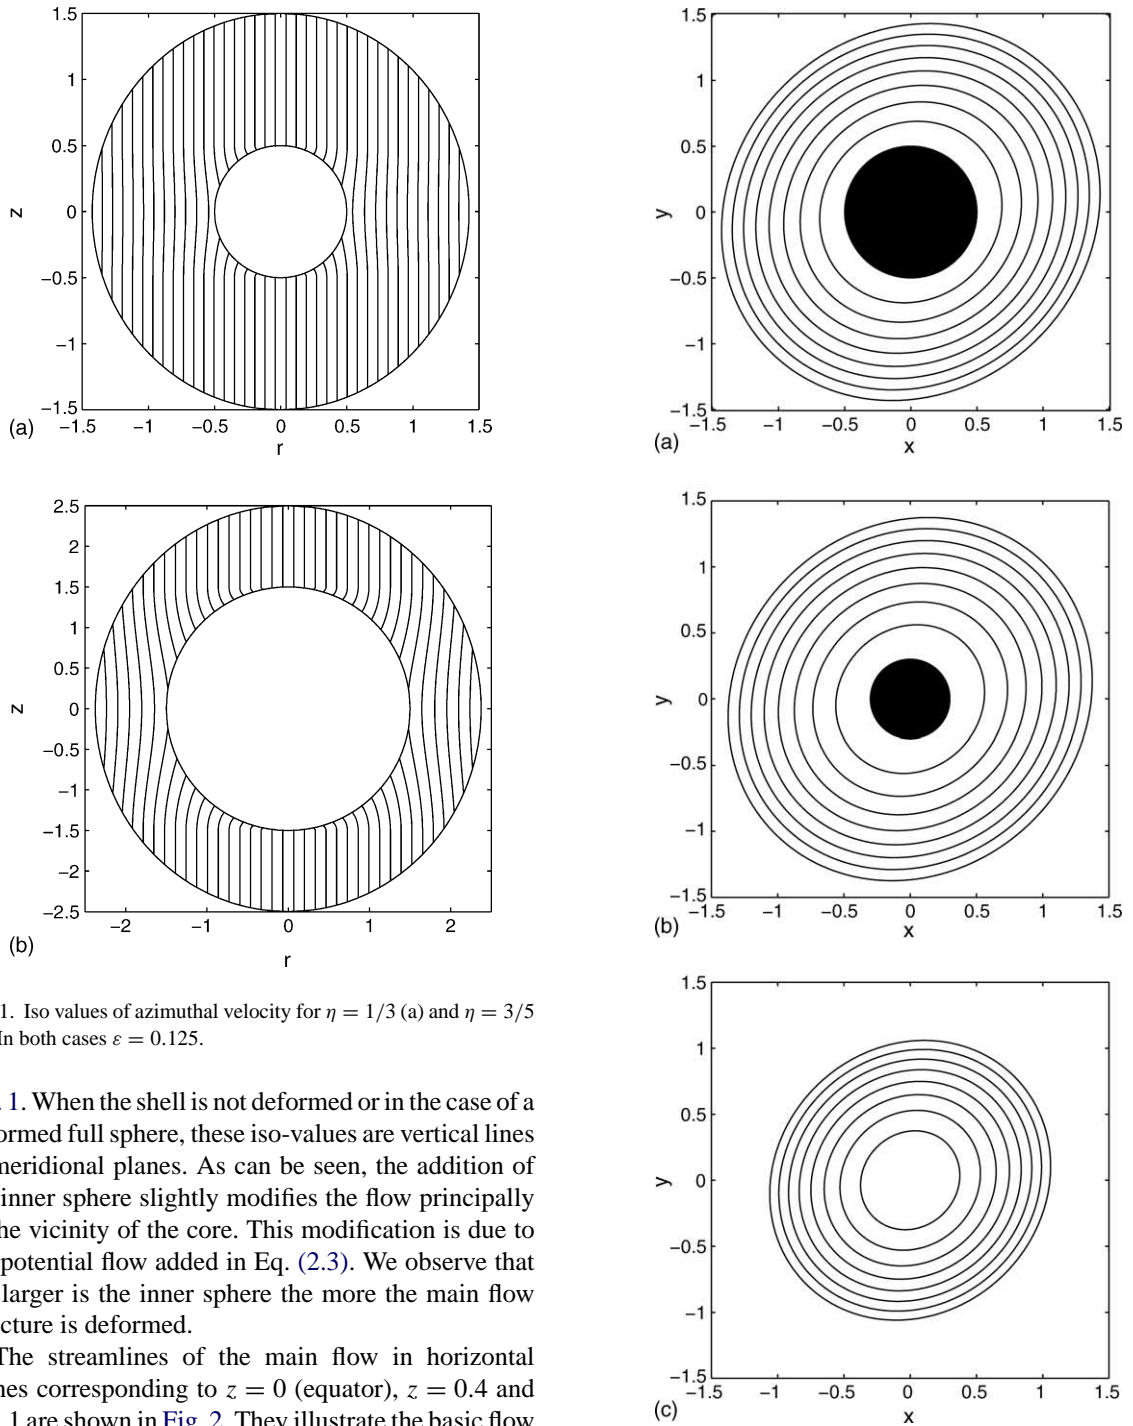 1.5
1
0.5
0
−0.5
−1
−1.5
z
(a)
−1.5 −1 −0.5 0 0.5 1 1.5
r
2.5
2
1.5
1
0.5
0
−0.5
−1
−1.5
−2
−2.5
z
−2 −1 0 1 2
(b)
r
1. Iso values of azimuthal velocity for η = 1/3 (a) and η = 3/5
In both cases ε = 0.125.
. 1. When the shell is not deformed or in the case of a
ormed full sphere, these iso-values are vertical lines
meridional planes. As can be seen, the addition of
inner sphere slightly modifies the flow principally
he vicinity of the core. This modification is due to
potential flow added in Eq. (2.3). We observe that
larger is the inner sphere the more the main flow
cture is deformed.
The streamlines of the main flow in horizontal
nes corresponding to z = 0 (equator), z = 0.4 and
1 are shown in Fig. 2. They illustrate the basic flow
1.5
1
0.5
0
−0.5
−1
−1.5
y
(a)
−1.5 −1 −0.5 0 0.5 1 1.5
x
1.5
1
0.5
0
−0.5
−1
−1.5
y
(b)
−1.5 −1 −0.5 0 0.5 1 1.5
x
1.5
1
0.5
0
−0.5
−1
−1.5
y
(c)
−1.5 −1 −0.5 0 0.5 1 1.5
x